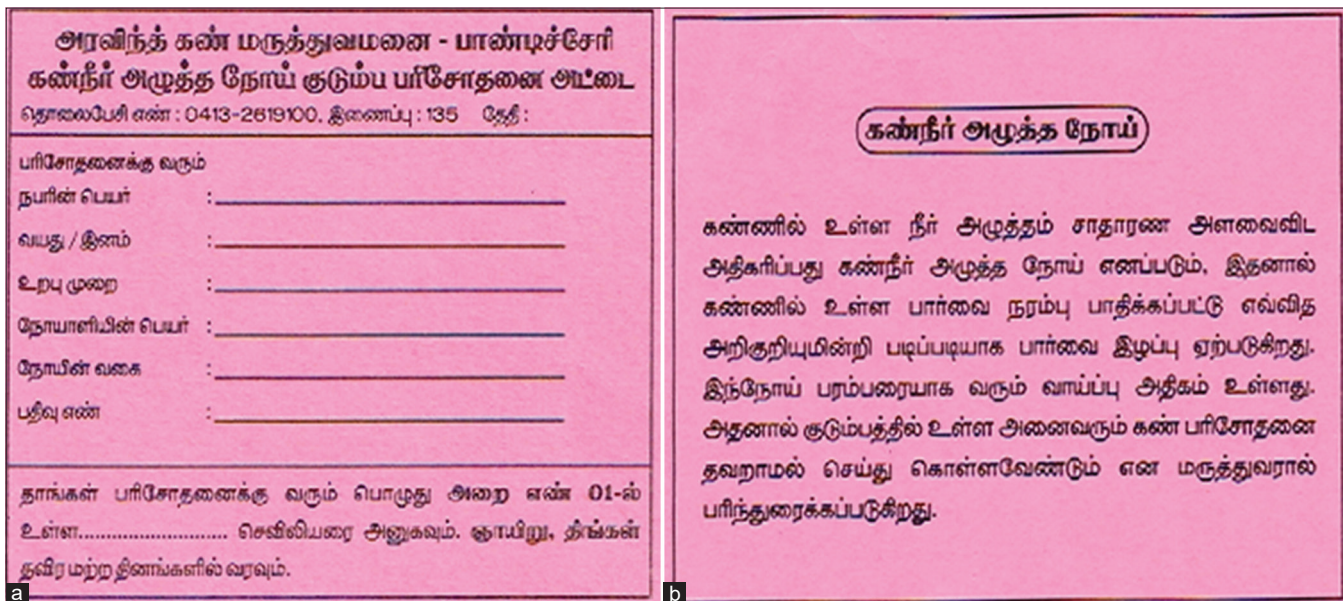 அரவிந்த் கண் மருத்துவமனை - பாண்டிச்சேரி
கண்நீர் அழுத்த நோய் குடும்ப பரிசோதனை அட்டை
தொலைபேசி எண் : 0413-2619100, இணைப்பு : 135 தேதி :
பரிசோதனைக்கு வரும்
நபரின் பெயர் :
வயது / இனம் :
உறவு முறை :
நோயாளியின் பெயர் :
நோயின் வகை :
பதிவு எண் :
தாங்கள் பரிசோதனைக்கு வரும் பொழுது அறை எண் 01-ல்
உள்ள........................... செவிலியரை அனுகவும். ஞாயிறு, திங்கள்
தவிர மற்ற தினங்களில் வரவும்.
a
கண்நீர் அழுத்த நோய்
கண்ணில் உள்ள நீர் அழுத்தம் சாதாரண அளவைவிட
அதிகரிப்பது கண்நீர் அழுத்த நோய் எனப்படும். இதனால்
கண்ணில் உள்ள பார்வை நரம்பு பாதிக்கப்பட்டு எவ்வித
அறிகுறியுமின்றி படிப்படியாக பார்வை இழப்பு ஏற்படுகிறது.
இந்நோய் பரம்பரையாக வரும் வாய்ப்பு அதிகம் உள்ளது.
அதனால் குடும்பத்தில் உள்ள அனைவரும் கண் பரிசோதனை
தவறாமல் செய்து கொள்ளவேண்டும் என மருத்துவரால்
பரிந்துரைக்கப்படுகிறது.
b